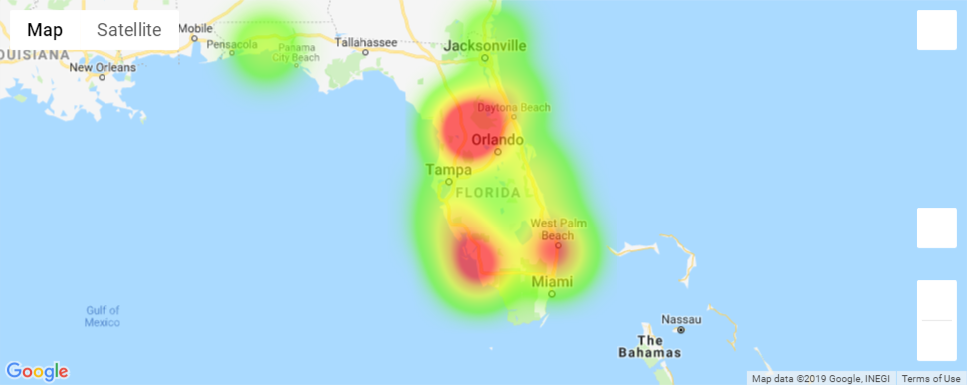 Map Satellite
Mobile
Pensacola
Panama
City Beach
Tallahassee
Jacksonville
OUISIANA
New Orleans
Daytona Beach
Orlando
Tampa
FLORIDA
West Palm
Beach
Miami
Gulf of
Mexico
Nassau
The
Bahamas
Google
Map data ©2019 Google, INEGI Terms of Use